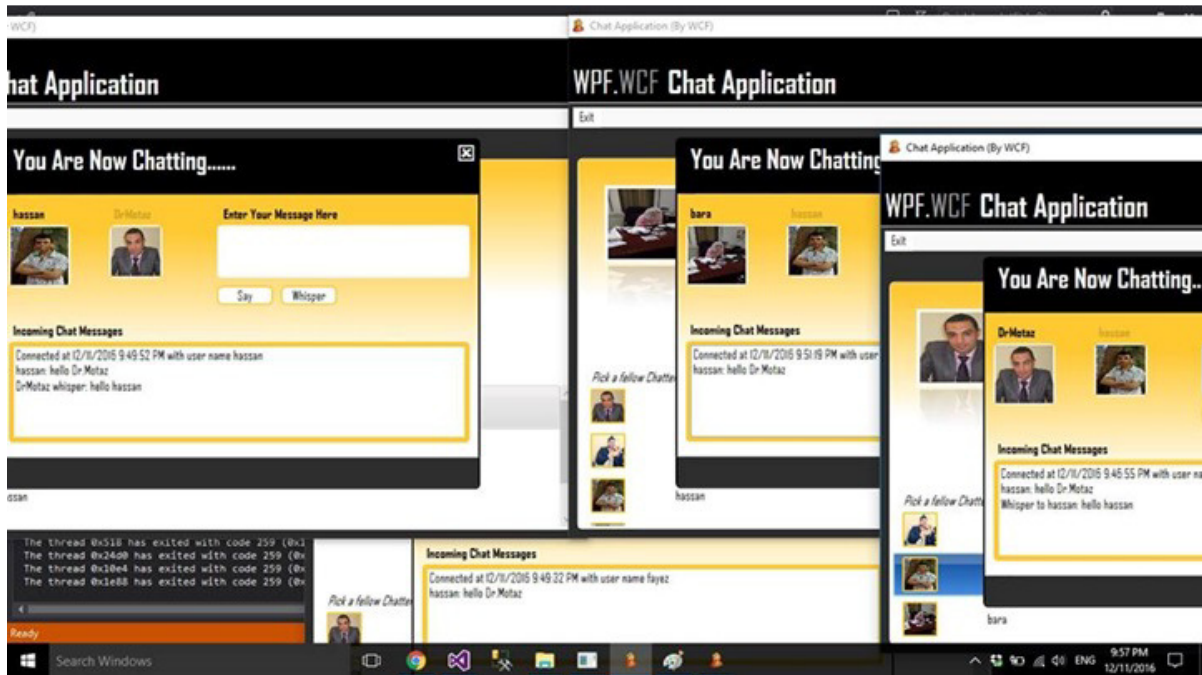 WCF)
hat Application
You Are Now Chatting......
hassan
DrMotaz
Enter Your Message Here
Say
Whisper
Incoming Chat Messages
Connected at 12/11/2016 9:49:52 PM with user name hassan
hassan: hello Dr.Motaz
DrMotaz whisper: hello hassan
ssan
Chat Application (By WCF)
WPF.WCF Chat Application
Exit
You Are Now Chatting
bara
hassan
Incoming Chat Messages
Connected at 12/11/2016 9:51:19 PM with user
hassan: hello Dr.Motaz
Pick a fellow Chatte
hassan
Chat Application (By WCF)
WPF.WCF Chat Application
Exit
You Are Now Chatting..
DrMotaz
hassan
Incoming Chat Messages
Connected at 12/11/2016 9:46:55 PM with user na
hassan: hello Dr.Motaz
Whisper to hassan: hello hassan
Pick a fellow Chatt
bara
The thread 0x518 has exited with code 259 (0x1
The thread 0x24d0 has exited with code 259 (0x
The thread 0x10e4 has exited with code 259 (0x
The thread 0x1e88 has exited with code 259 (0x
Ready
Pick a fellow Chatte
Incoming Chat Messages
Connected at 12/11/2016 9:49:32 PM with user name fayez
hassan: hello Dr.Motaz
Search Windows
ENG
9:57 PM
12/11/2016